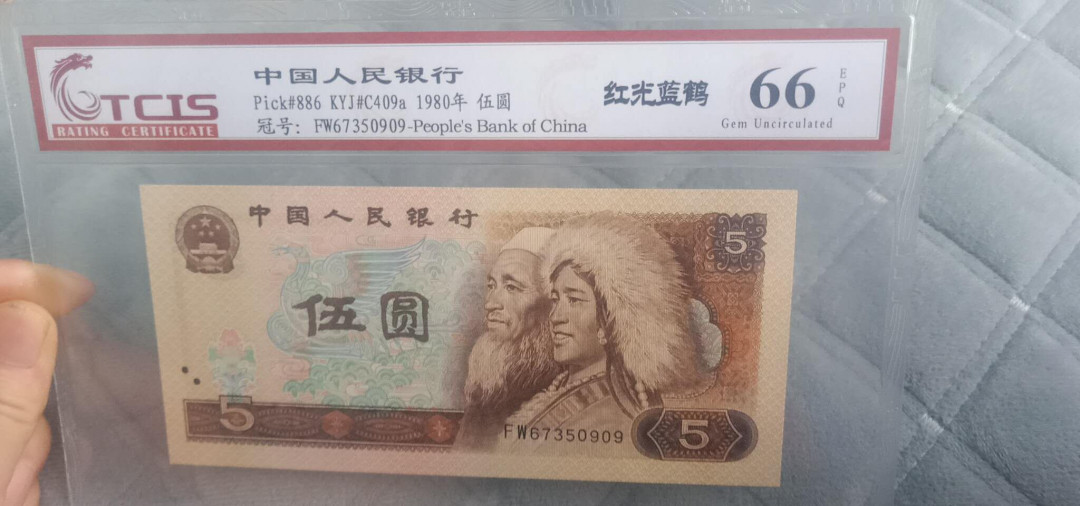 TCIS
RATING CERTIFICATE
中国人民银行
Pick#886 KYJ#C409a 1980年 伍圆
冠号: FW67350909-People's Bank of China
红光蓝鹤
66
EPQ
Gem Uncirculated
中国人民银行
5
伍圆
5
FW67350909
5